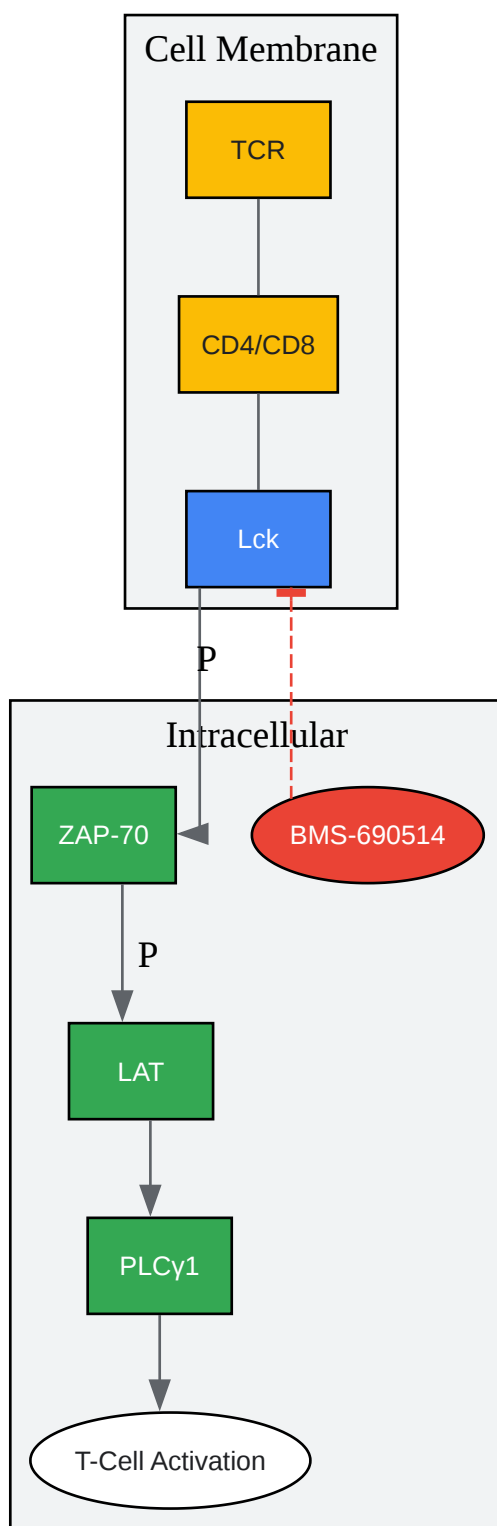 Cell Membrane
TCR
CD4/CD8
Lck
P
Intracellular
ZAP-70
BMS-690514
P
LAT
PLCγ1
T-Cell Activation